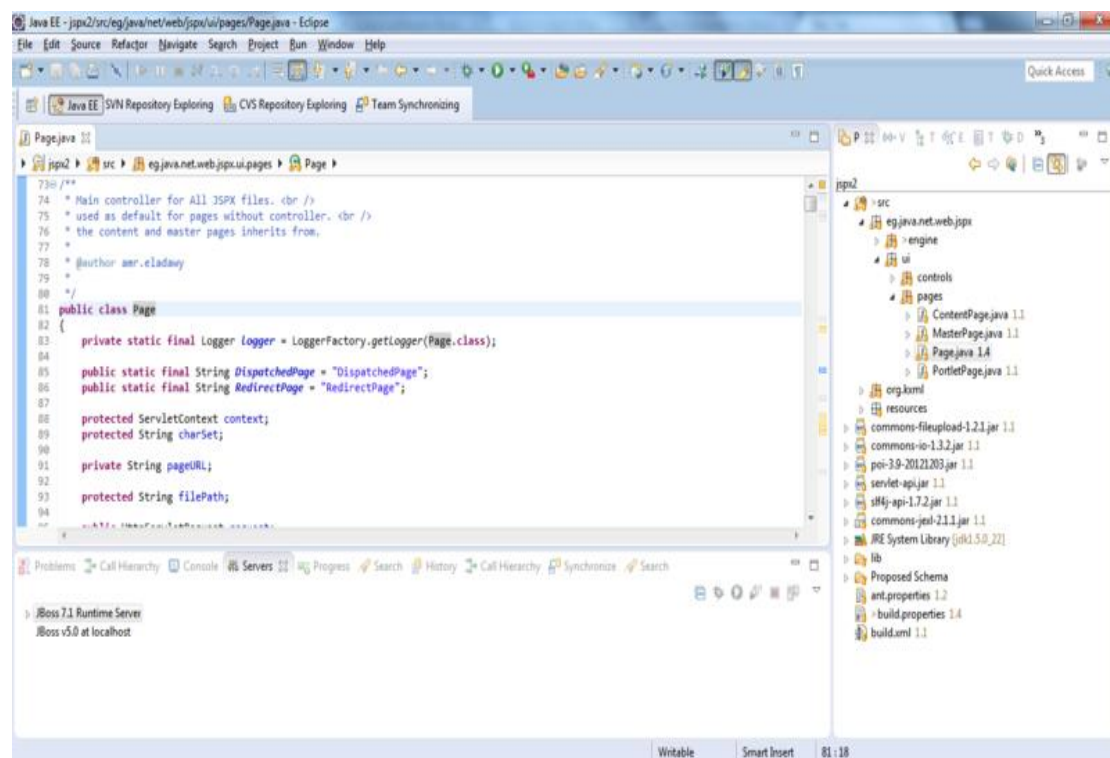 Java EE - jspx2/src/eg/java/net/web/jspx/ui/pages/Page.java - Eclipse
File Edit Source Refactor Navigate Search Project Run Window Help
Quick Access
Java EE SVN Repository Exploring CVS Repository Exploring Team Synchronizing
Page.java
jspx2 src eg.java.net.web.jspx.ui.pages Page
73 /**
74 * Main controller for All JSPX files. <br />
75 * used as default for pages without controller. <br />
76 * the content and master pages inherits from.
77 *
78 * @author amr.eladawy
79 *
80 */
81 public class Page
82 {
83 private static final Logger logger = LoggerFactory.getLogger(Page.class);
84
85 public static final String DispatchedPage = "DispatchedPage";
86 public static final String RedirectPage = "RedirectPage";
87
88 protected ServletContext context;
89 protected String charSet;
90
91 private String pageURL;
92
93 protected String filePath;
94
Problems Call Hierarchy Console Servers Progress Search History Call Hierarchy Synchronize Search
JBoss 7.1 Runtime Server
JBoss v5.0 at localhost
jspx2
> src
eg.java.net.web.jspx
> engine
ui
controls
pages
ContentPage.java 1.1
MasterPage.java 1.1
Page.java 1.4
PortletPage.java 1.1
org.kxml
resources
commons-fileupload-1.2.1.jar 1.1
commons-io-1.3.2.jar 1.1
poi-3.9-20121203.jar 1.1
servlet-api.jar 1.1
slf4j-api-1.7.2.jar 1.1
commons-jexl-2.1.1.jar 1.1
JRE System Library [jdk1.5.0_22]
lib
Proposed Schema
ant.properties 1.2
> build.properties 1.4
build.xml 1.1
Writable Smart Insert 81 : 18